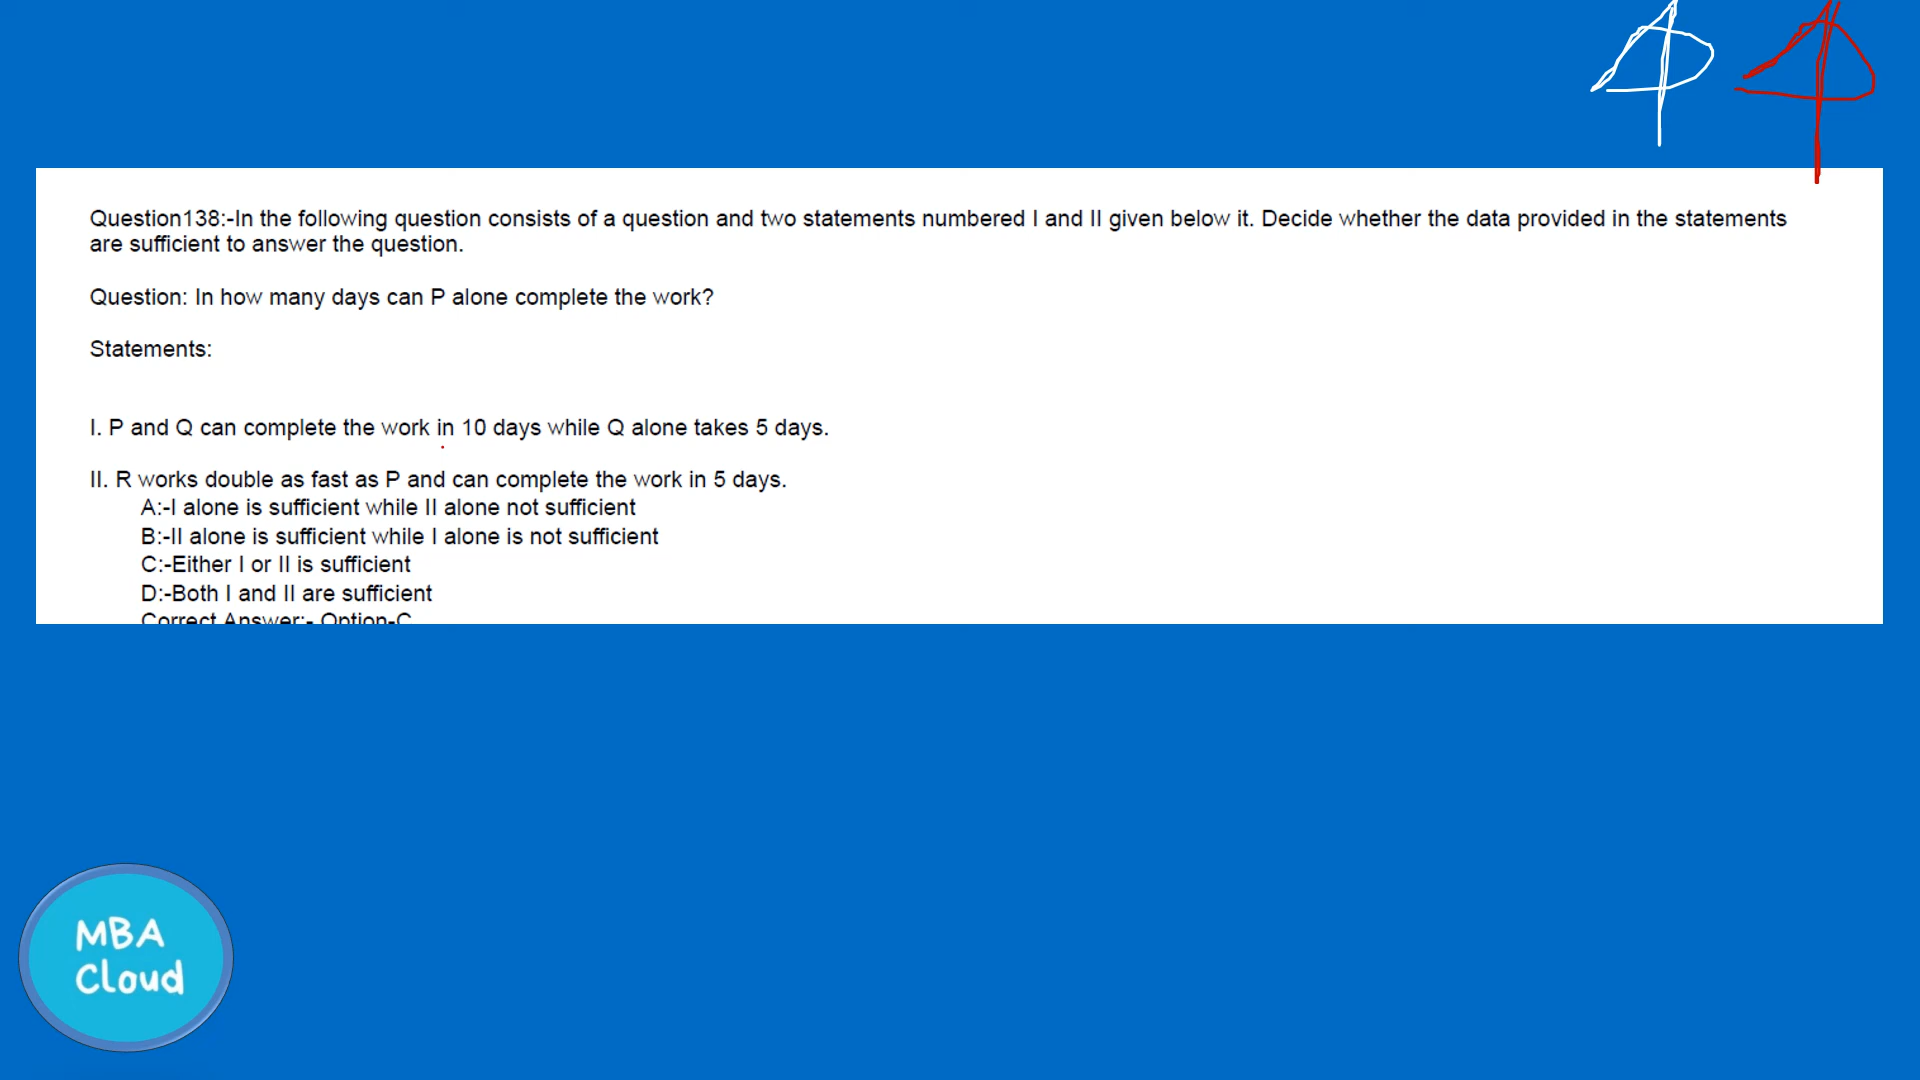 Question138:-In the following question consists of a question and two statements numbered I and II given below it. Decide whether the data provided in the statements
are sufficient to answer the question.
Question: In how many days can P alone complete the work?
Statements:
I. P and Q can complete the work in 10 days while Q alone takes 5 days.
II. R works double as fast as P and can complete the work in 5 days.
A:-I alone is sufficient while II alone not sufficient
B:-II alone is sufficient while I alone is not sufficient
C:-Either I or II is sufficient
D:-Both I and II are sufficient
Correct Answer:- Option-C
MBA
Cloud